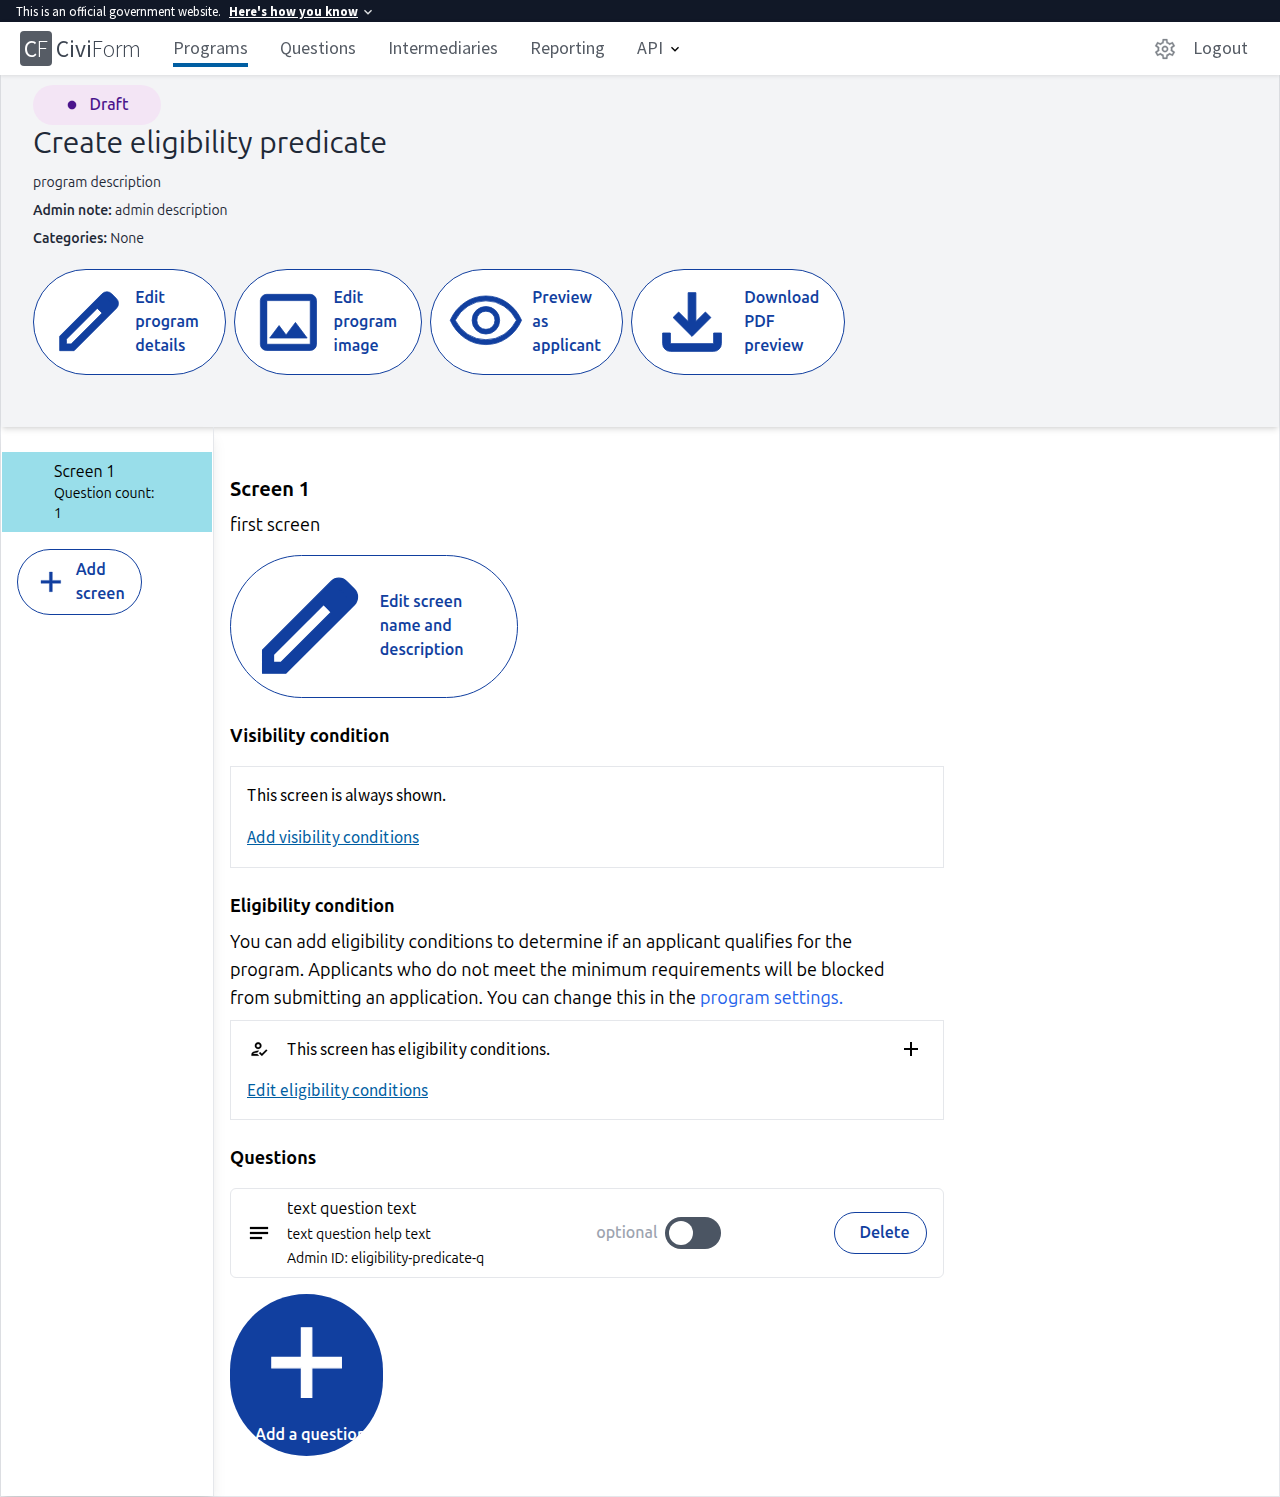 This is an official government website. Here's how you know
CF CiviForm Programs Questions Intermediaries Reporting API Logout
Draft
Create eligibility predicate
program description
Admin note: admin description
Categories: None
Edit program details
Edit program image
Preview as applicant
Download PDF preview
Screen 1
Question count:
1
Add screen
Screen 1
first screen
Edit screen
name and
description
Visibility condition
This screen is always shown.
Add visibility conditions
Eligibility condition
You can add eligibility conditions to determine if an applicant qualifies for the
program. Applicants who do not meet the minimum requirements will be blocked
from submitting an application. You can change this in the program settings.
This screen has eligibility conditions.
Edit eligibility conditions
Questions
text question text
text question help text
Admin ID: eligibility-predicate-q
optional
Delete
Add a question